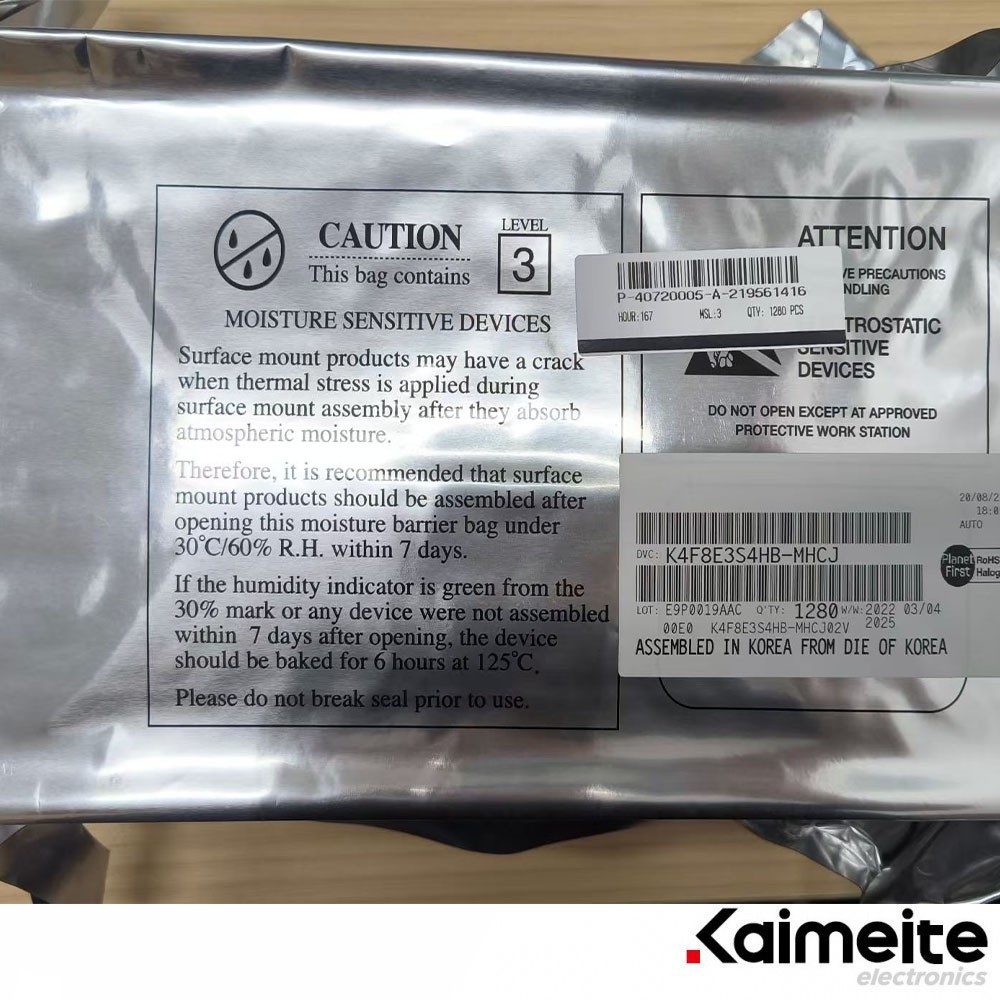 CAUTION
This bag contains
LEVEL
3
MOISTURE SENSITIVE DEVICES
Surface mount products may have a crack
when thermal stress is applied during
surface mount assembly after they absorb
atmospheric moisture.
Therefore, it is recommended that surface
mount products should be assembled after
opening this moisture barrier bag under
30℃/60% R.H. within 7 days.
If the humidity indicator is green from the
30% mark or any device were not assembled
within 7 days after opening, the device
should be baked for 6 hours at 125℃.
Please do not break seal prior to use.
P-40720005-A-219561416
HOUR:167 MSL:3 QTY: 1280 PCS
ATTENTION
PRECAUTIONS
SENSITIVE
DEVICES
DO NOT OPEN EXCEPT AT APPROVED
PROTECTIVE WORK STATION
20/08/2
18:0
AUTO
DVC: K4F8E3S4HB-MHCJ
Planet First
RoHS
Halog
LOT: E9P0019AAC Q'TY: 1280 W/W: 2022 03/04
2025
00E0 K4F8E3S4HB-MHCJ02V
ASSEMBLED IN KOREA FROM DIE OF KOREA
Kaimeite
electronics